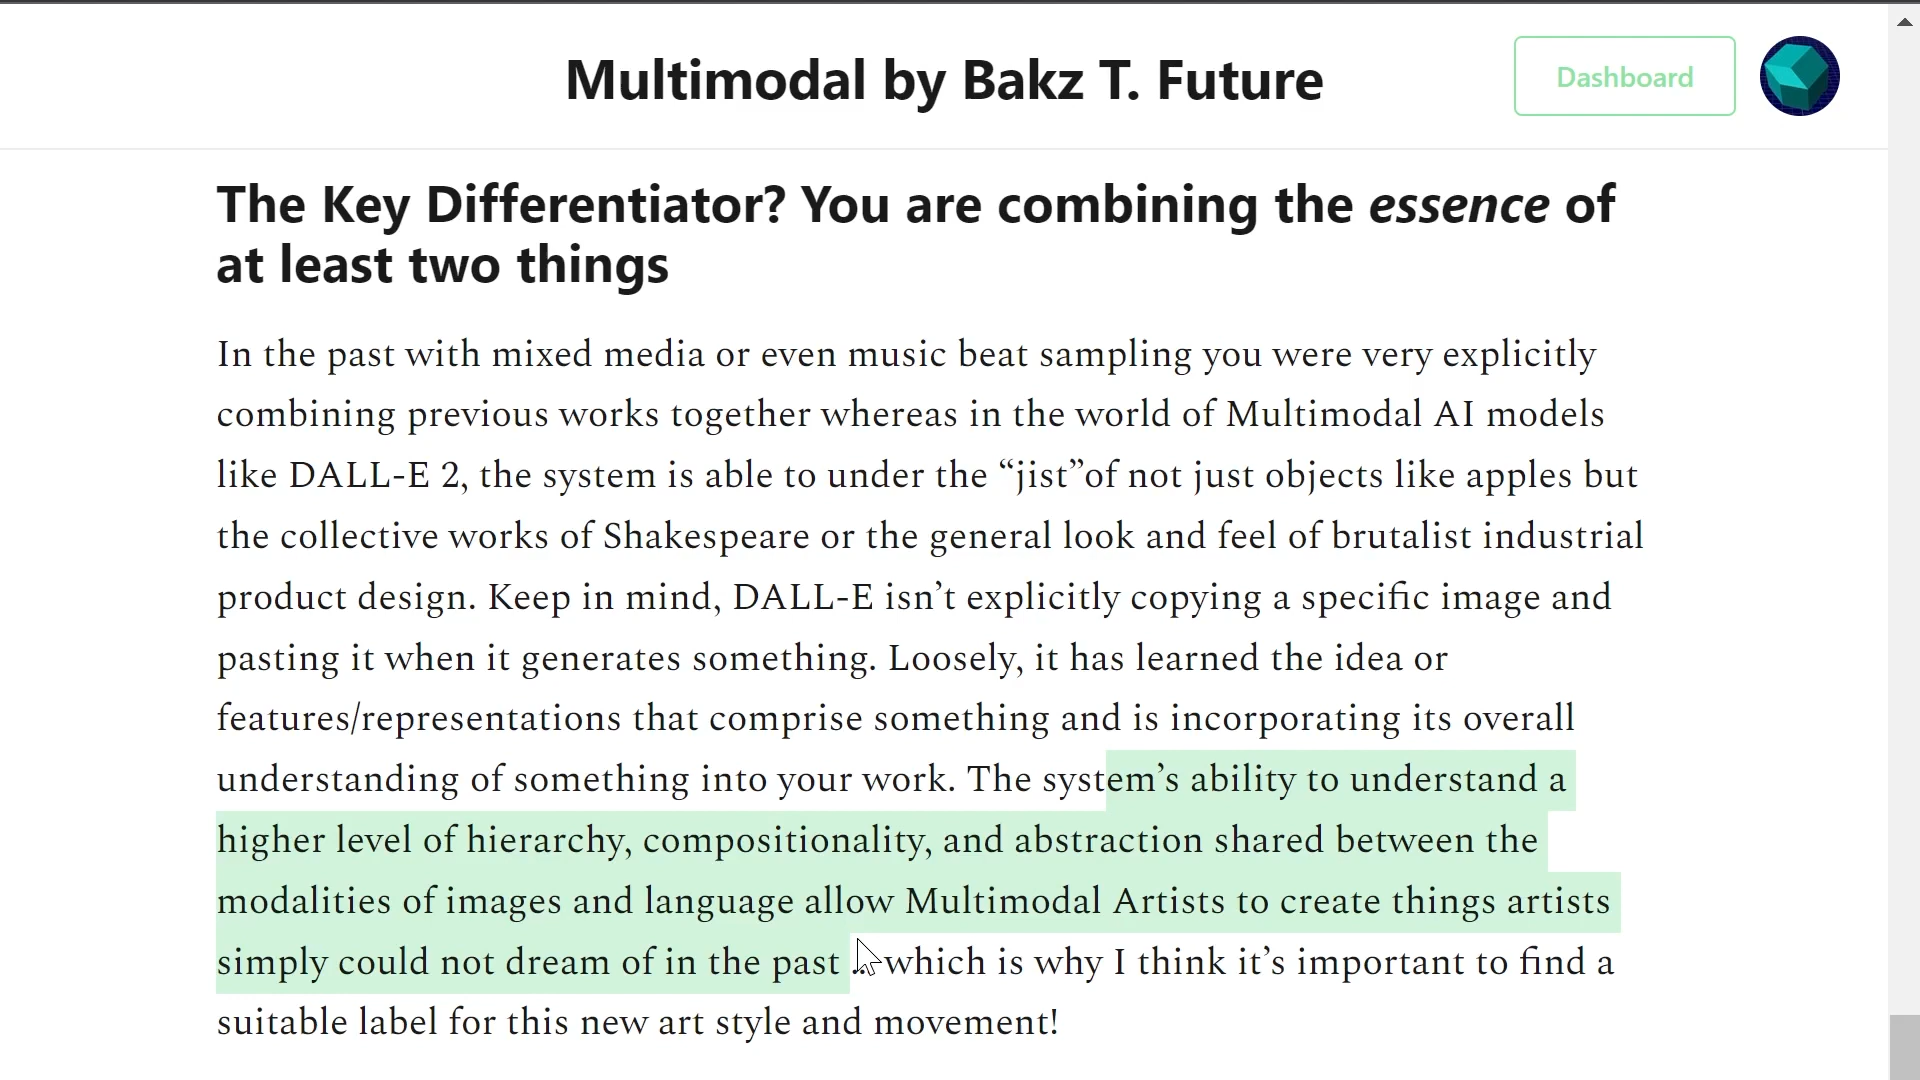 Multimodal by Bakz T. Future
Dashboard
The Key Differentiator? You are combining the essence of
at least two things
In the past with mixed media or even music beat sampling you were very explicitly
combining previous works together whereas in the world of Multimodal AI models
like DALL-E 2, the system is able to under the “jist”of not just objects like apples but
the collective works of Shakespeare or the general look and feel of brutalist industrial
product design. Keep in mind, DALL-E isn’t explicitly copying a specific image and
pasting it when it generates something. Loosely, it has learned the idea or
features/representations that comprise something and is incorporating its overall
understanding of something into your work. The system’s ability to understand a
higher level of hierarchy, compositionality, and abstraction shared between the
modalities of images and language allow Multimodal Artists to create things artists
simply could not dream of in the past .. which is why I think it’s important to find a
suitable label for this new art style and movement!